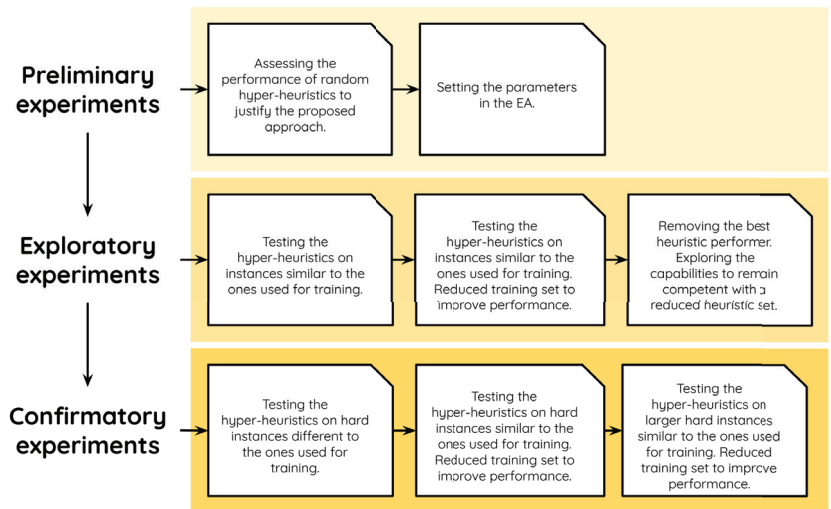 Preliminary
experiments
Assessing the
performance of random
hyper-heuristics to
justify the proposed
approach.
Setting the parameters
in the EA.
Exploratory
experiments
Testing the
hyper-heuristics on
instances similar to the
ones used for training.
Testing the
hyper-heuristics on
instances similar to the
ones used for training.
Reduced training set to
improve performance.
Removing the best
heuristic performer.
Exploring the
capabilities to remain
competent with a
reduced heuristic set.
Confirmatory
experiments
Testing the
hyper-heuristics on hard
instances different to
the ones used for
training.
Testing the
hyper-heuristics on hard
instances similar to the
ones used for training.
Reduced training set to
improve performance.
Testing the
hyper-heuristics on
larger hard instances
similar to the ones used
for training. Reduced
training set to improve
performance.